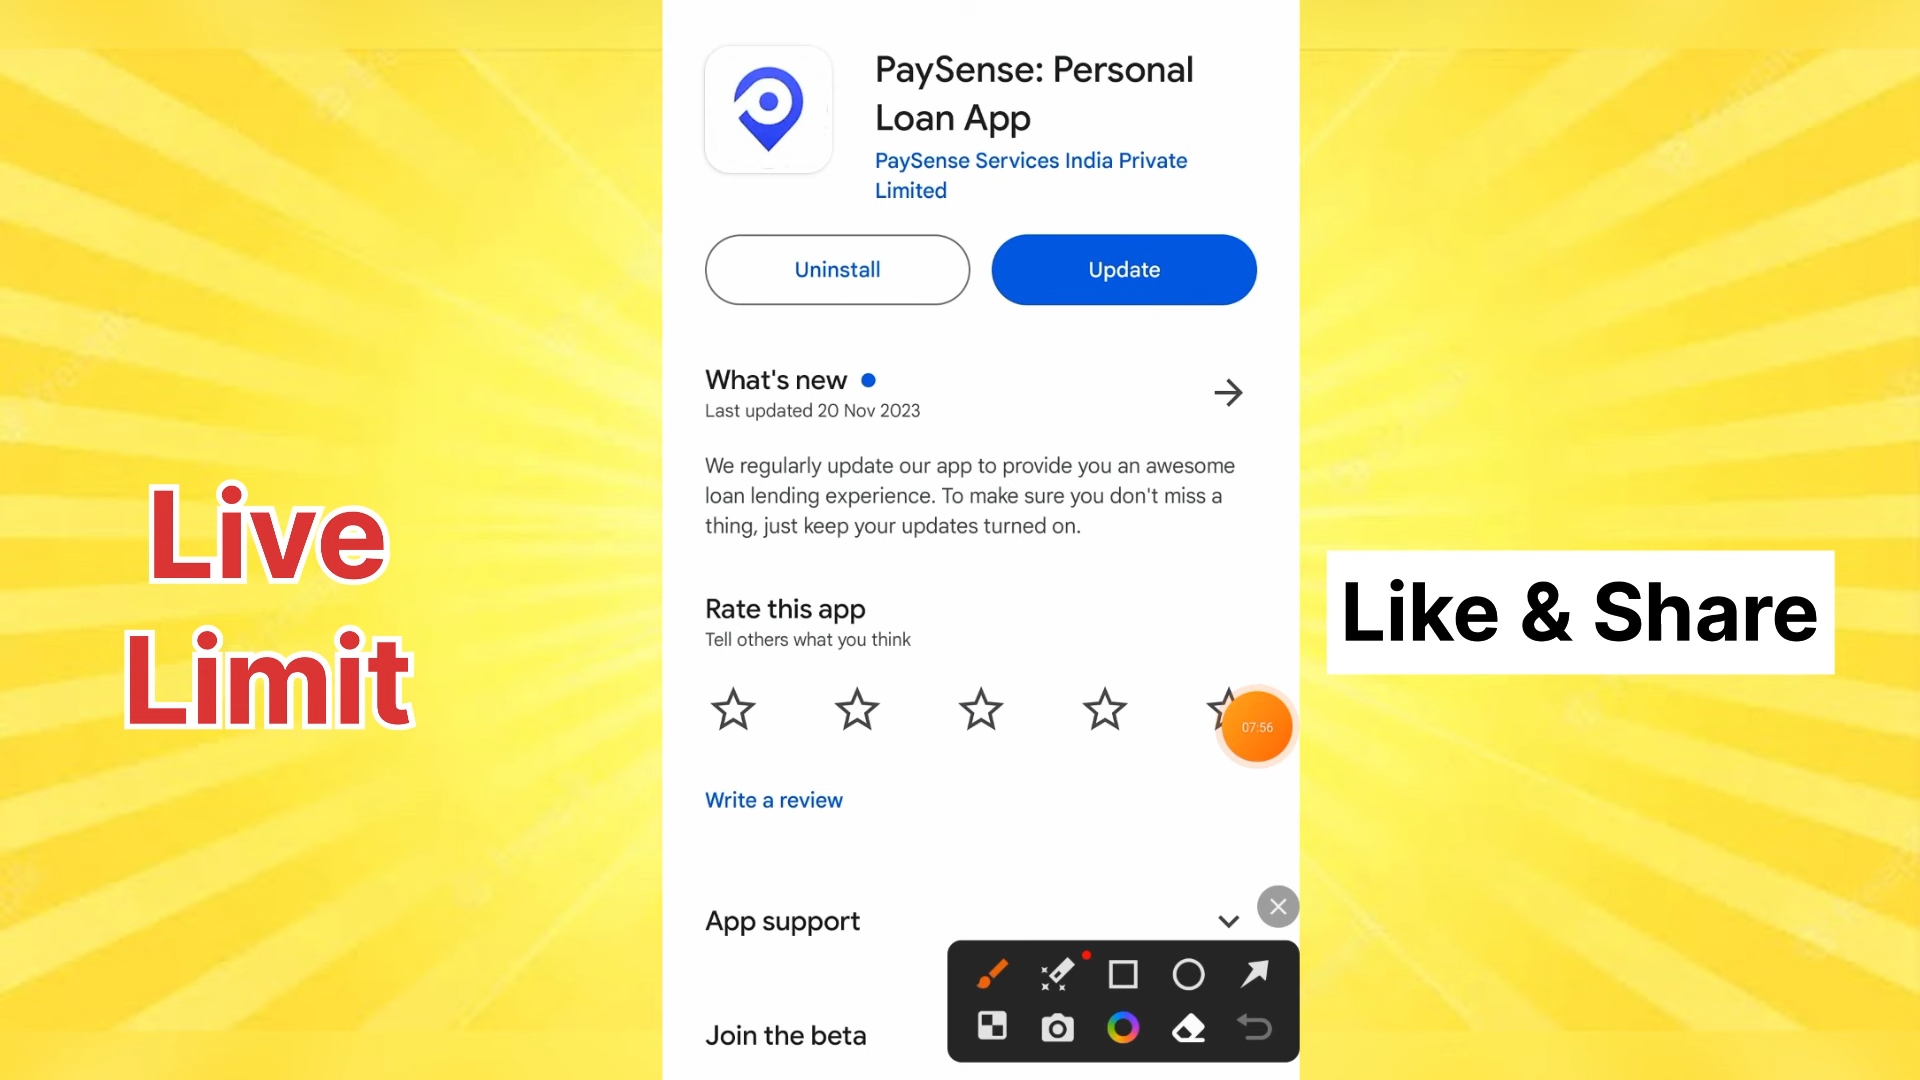 PaySense: Personal
Loan App
PaySense Services India Private
Limited
Uninstall
Update
What's new
Last updated 20 Nov 2023
We regularly update our app to provide you an awesome
loan lending experience. To make sure you don't miss a
thing, just keep your updates turned on.
Live
Limit
Like & Share
Rate this app
Tell others what you think
07:56
Write a review
App support
Join the beta